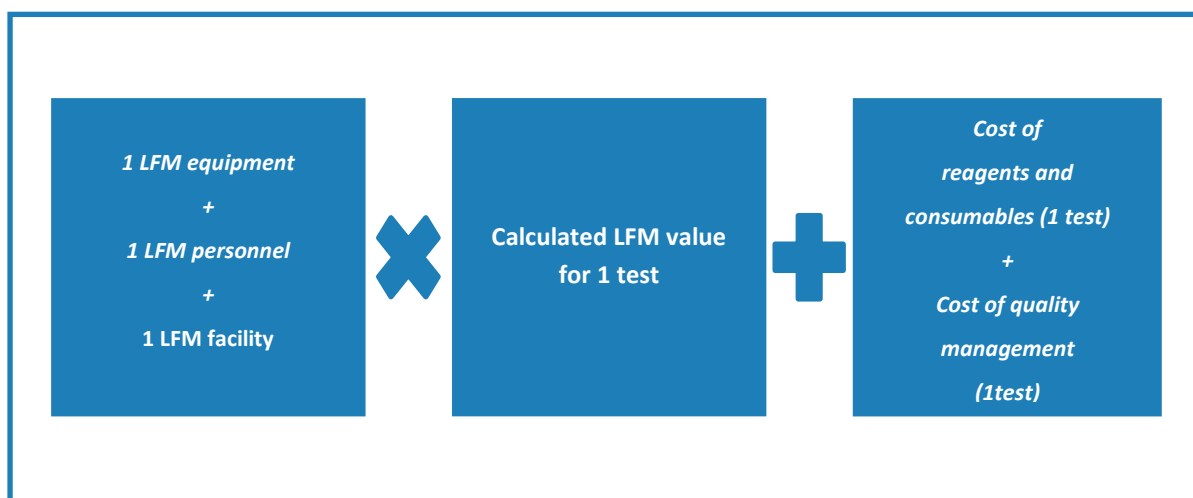 1 LFM equipment
+
1 LFM personnel
+
1 LFM facility
Calculated LFM value
for 1 test
Cost of
reagents and
consumables (1 test)
+
Cost of quality
management
(1test)